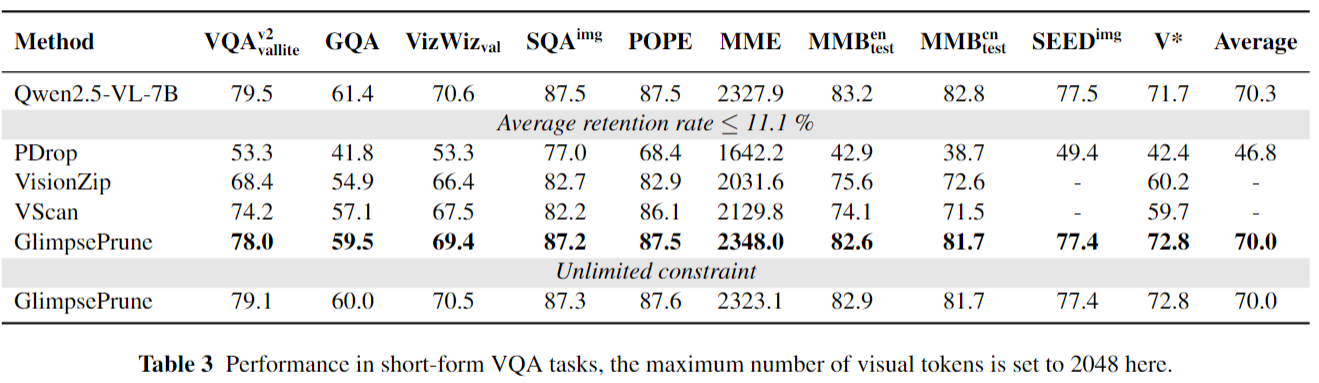 Method VQA^{v2}_{vallite} GQA VizWiz_{val} SQA^{img} POPE MME MMB^{en}_{test} MMB^{cn}_{test} SEED^{img} V* Average
Qwen2.5-VL-7B 79.5 61.4 70.6 87.5 87.5 2327.9 83.2 82.8 77.5 71.7 70.3
Average retention rate ≤ 11.1 %
PDrop 53.3 41.8 53.3 77.0 68.4 1642.2 42.9 38.7 49.4 42.4 46.8
VisionZip 68.4 54.9 66.4 82.7 82.9 2031.6 75.6 72.6 - 60.2 -
VScan 74.2 57.1 67.5 82.2 86.1 2129.8 74.1 71.5 - 59.7 -
GlimpsePrune 78.0 59.5 69.4 87.2 87.5 2348.0 82.6 81.7 77.4 72.8 70.0
Unlimited constraint
GlimpsePrune 79.1 60.0 70.5 87.3 87.6 2323.1 82.9 81.7 77.4 72.8 70.0
Table 3 Performance in short-form VQA tasks, the maximum number of visual tokens is set to 2048 here.